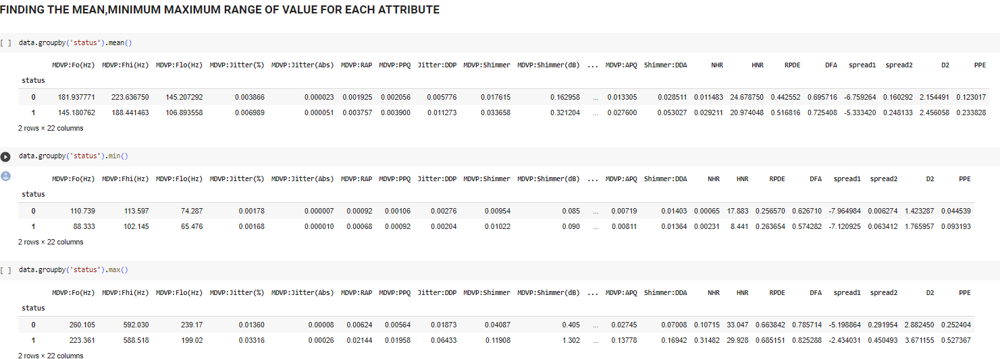 FINDING THE MEAN,MINIMUM MAXIMUM RANGE OF VALUE FOR EACH ATTRIBUTE
[ ] data.groupby('status').mean()
MDVP:Fo(Hz) MDVP:Fhi(Hz) MDVP:Flo(Hz) MDVP:Jitter(%) MDVP:Jitter(Abs) MDVP:RAP MDVP:PPQ Jitter:DDP MDVP:Shimmer MDVP:Shimmer(dB) ... MDVP:APQ Shimmer:DDA NHR HNR RPDE DFA spread1 spread2 D2 PPE
status
0 181.937771 223.636750 145.207292 0.003866 0.000023 0.001925 0.002056 0.005776 0.017615 0.162958 ... 0.013305 0.028511 0.011483 24.678750 0.442552 0.695716 -6.759264 0.160292 2.154491 0.123017
1 145.180762 188.441463 106.893558 0.006989 0.000051 0.003757 0.003900 0.011273 0.033658 0.321204 ... 0.027600 0.053027 0.029211 20.974048 0.516816 0.725408 -5.333420 0.248133 2.456058 0.233828
2 rows × 22 columns
data.groupby('status').min()
MDVP:Fo(Hz) MDVP:Fhi(Hz) MDVP:Flo(Hz) MDVP:Jitter(%) MDVP:Jitter(Abs) MDVP:RAP MDVP:PPQ Jitter:DDP MDVP:Shimmer MDVP:Shimmer(dB) ... MDVP:APQ Shimmer:DDA NHR HNR RPDE DFA spread1 spread2 D2 PPE
status
0 110.739 113.597 74.287 0.00178 0.000007 0.00092 0.00106 0.00276 0.00954 0.085 ... 0.00719 0.01403 0.00065 17.883 0.256570 0.626710 -7.964984 0.006274 1.423287 0.044539
1 88.333 102.145 65.476 0.00168 0.000010 0.00068 0.00092 0.00204 0.01022 0.090 ... 0.00811 0.01364 0.00231 8.441 0.263654 0.574282 -7.120925 0.063412 1.765957 0.093193
2 rows × 22 columns
[ ] data.groupby('status').max()
MDVP:Fo(Hz) MDVP:Fhi(Hz) MDVP:Flo(Hz) MDVP:Jitter(%) MDVP:Jitter(Abs) MDVP:RAP MDVP:PPQ Jitter:DDP MDVP:Shimmer MDVP:Shimmer(dB) ... MDVP:APQ Shimmer:DDA NHR HNR RPDE DFA spread1 spread2 D2 PPE
status
0 260.105 592.030 239.17 0.01360 0.00008 0.00624 0.00564 0.01873 0.04087 0.405 ... 0.02745 0.07008 0.10715 33.047 0.663842 0.785714 -5.198864 0.291954 2.882450 0.252404
1 223.361 588.518 199.02 0.03316 0.00026 0.02144 0.01958 0.06433 0.11908 1.302 ... 0.13778 0.16942 0.31482 29.928 0.685151 0.825288 -2.434031 0.450493 3.671155 0.527367
2 rows × 22 columns